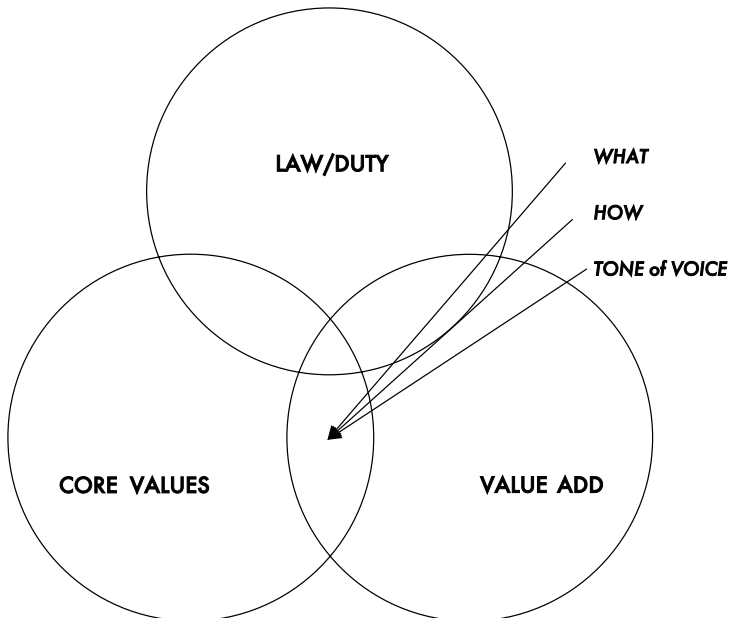 LAW/DUTY
WHAT
HOW
TONE of VOICE
CORE VALUES
VALUE ADD